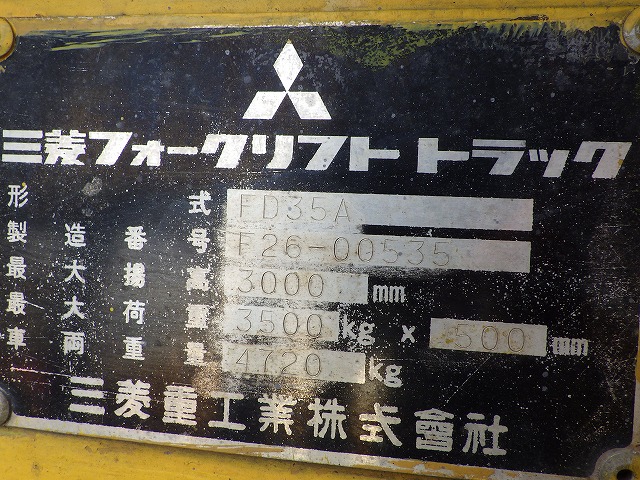 三菱フォークリフトトラック
形式 FD35A
製造番号 F26-00535
最大揚高 3000 mm
最大荷重 3500 kg x 500 mm
車両重量 4720 kg
三菱重工業株式會社